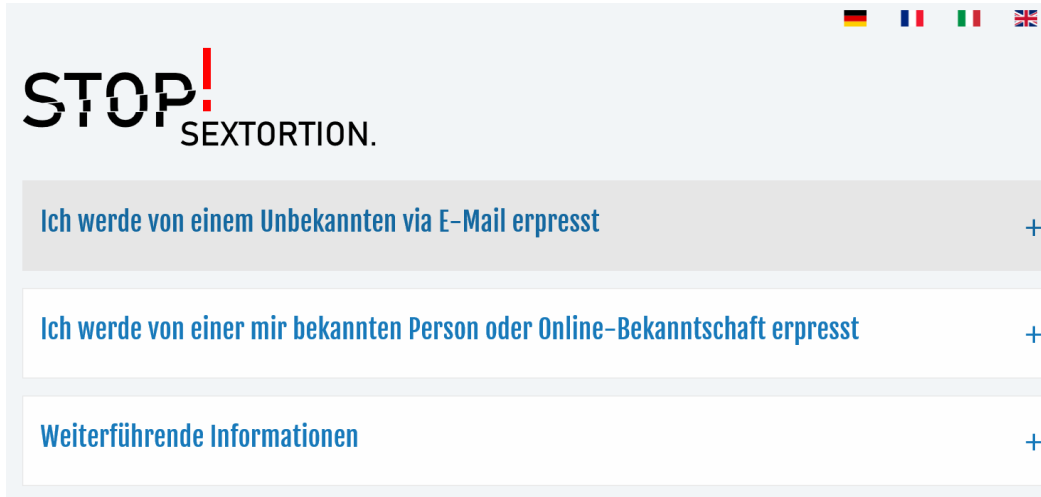 STOP!
SEXTORTION.
Ich werde von einem Unbekannten via E-Mail erpresst
Ich werde von einer mir bekannten Person oder Online-Bekanntschaft erpresst
Weiterführende Informationen